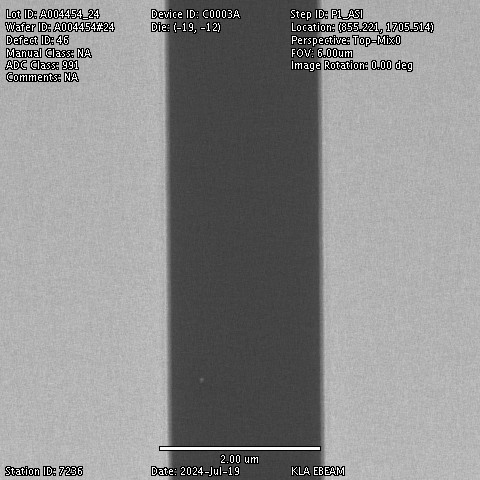 Lot ID: A004454_24
Wafer ID: A004454#24
Defect ID: 46
Manual Class: NA
ADC Class: 991
Comments: NA
Device ID: C0003A
Die: (-19, -12)
Step ID: P1_ASI
Location: (855.221, 1705.514)
Perspective: Top-Mix0
FOV: 6.00um
Image Rotation: 0.00 deg
2.00 um
Station ID: 7236
Date: 2024-Jul-19
KLA EBEAM